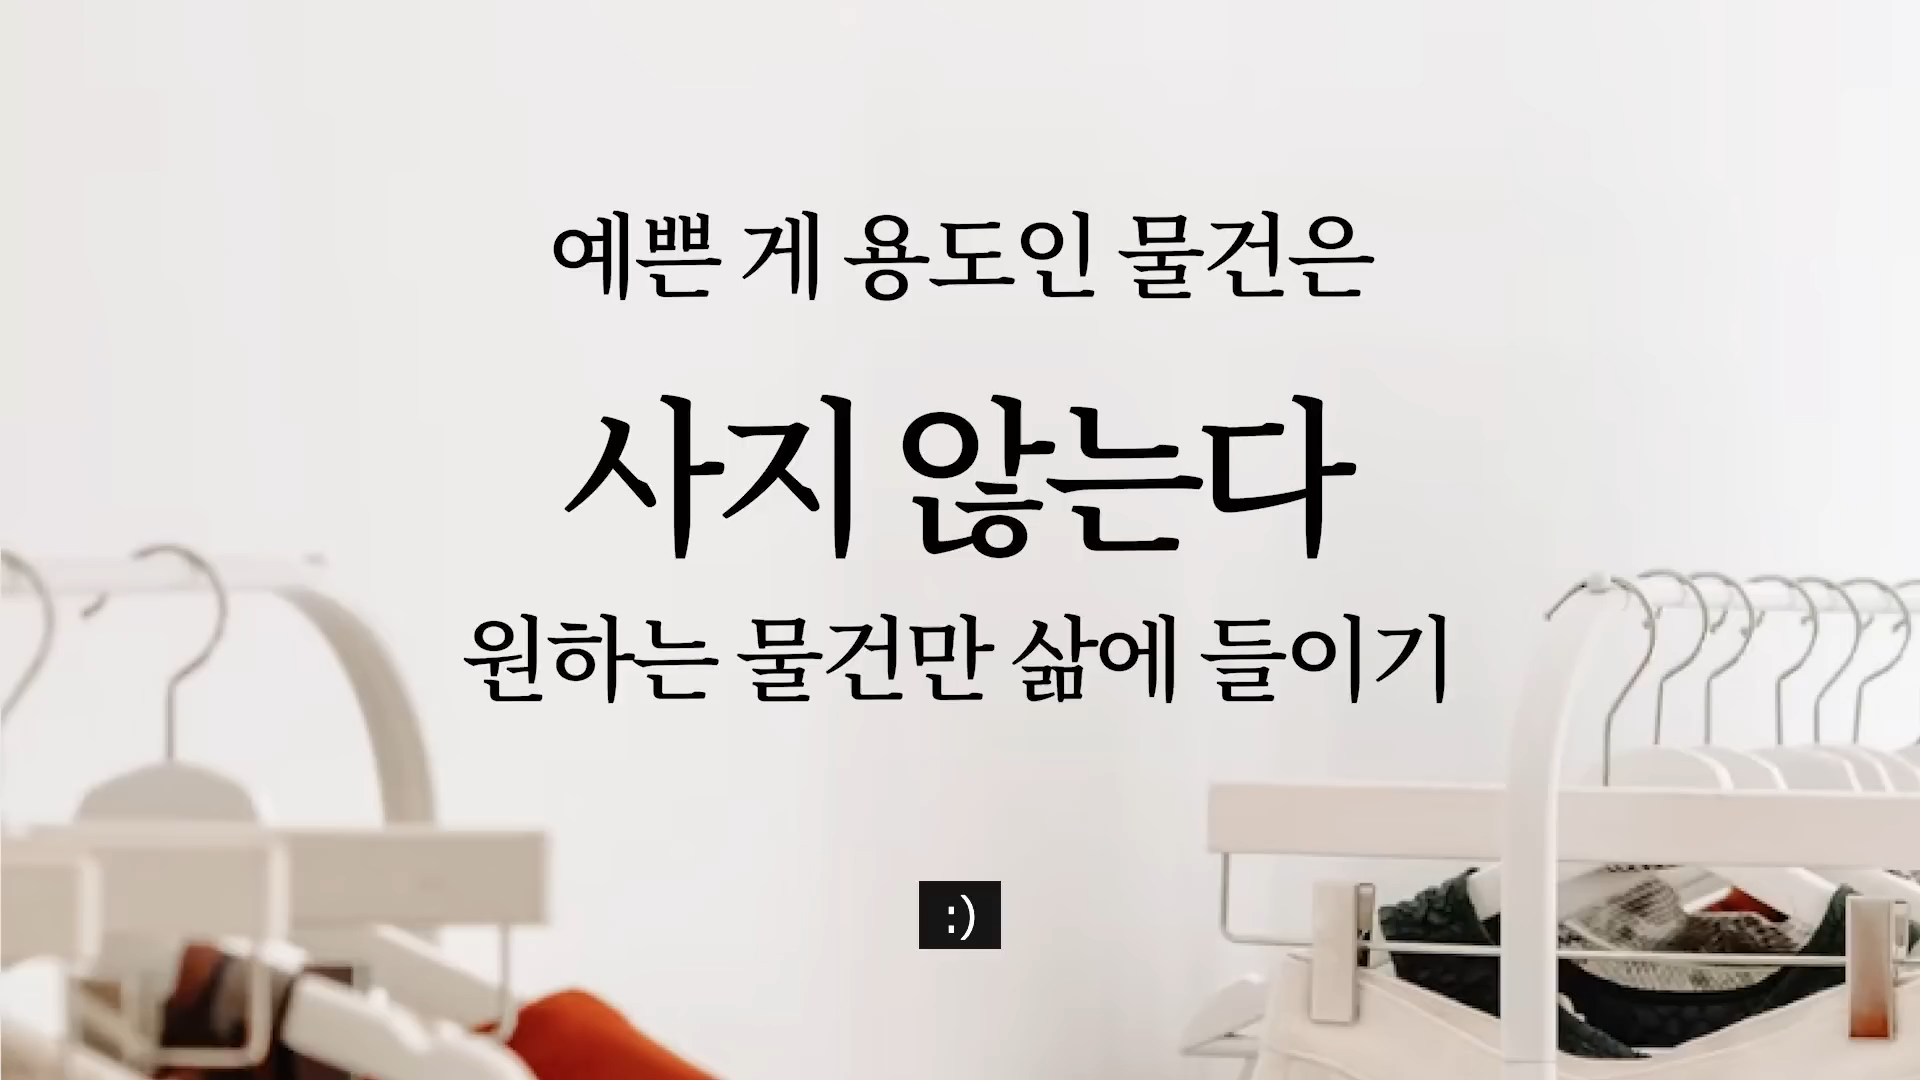 예쁜 게 용도인 물건은
사지 않는다
원하는 물건만 삶에 들이기
:)